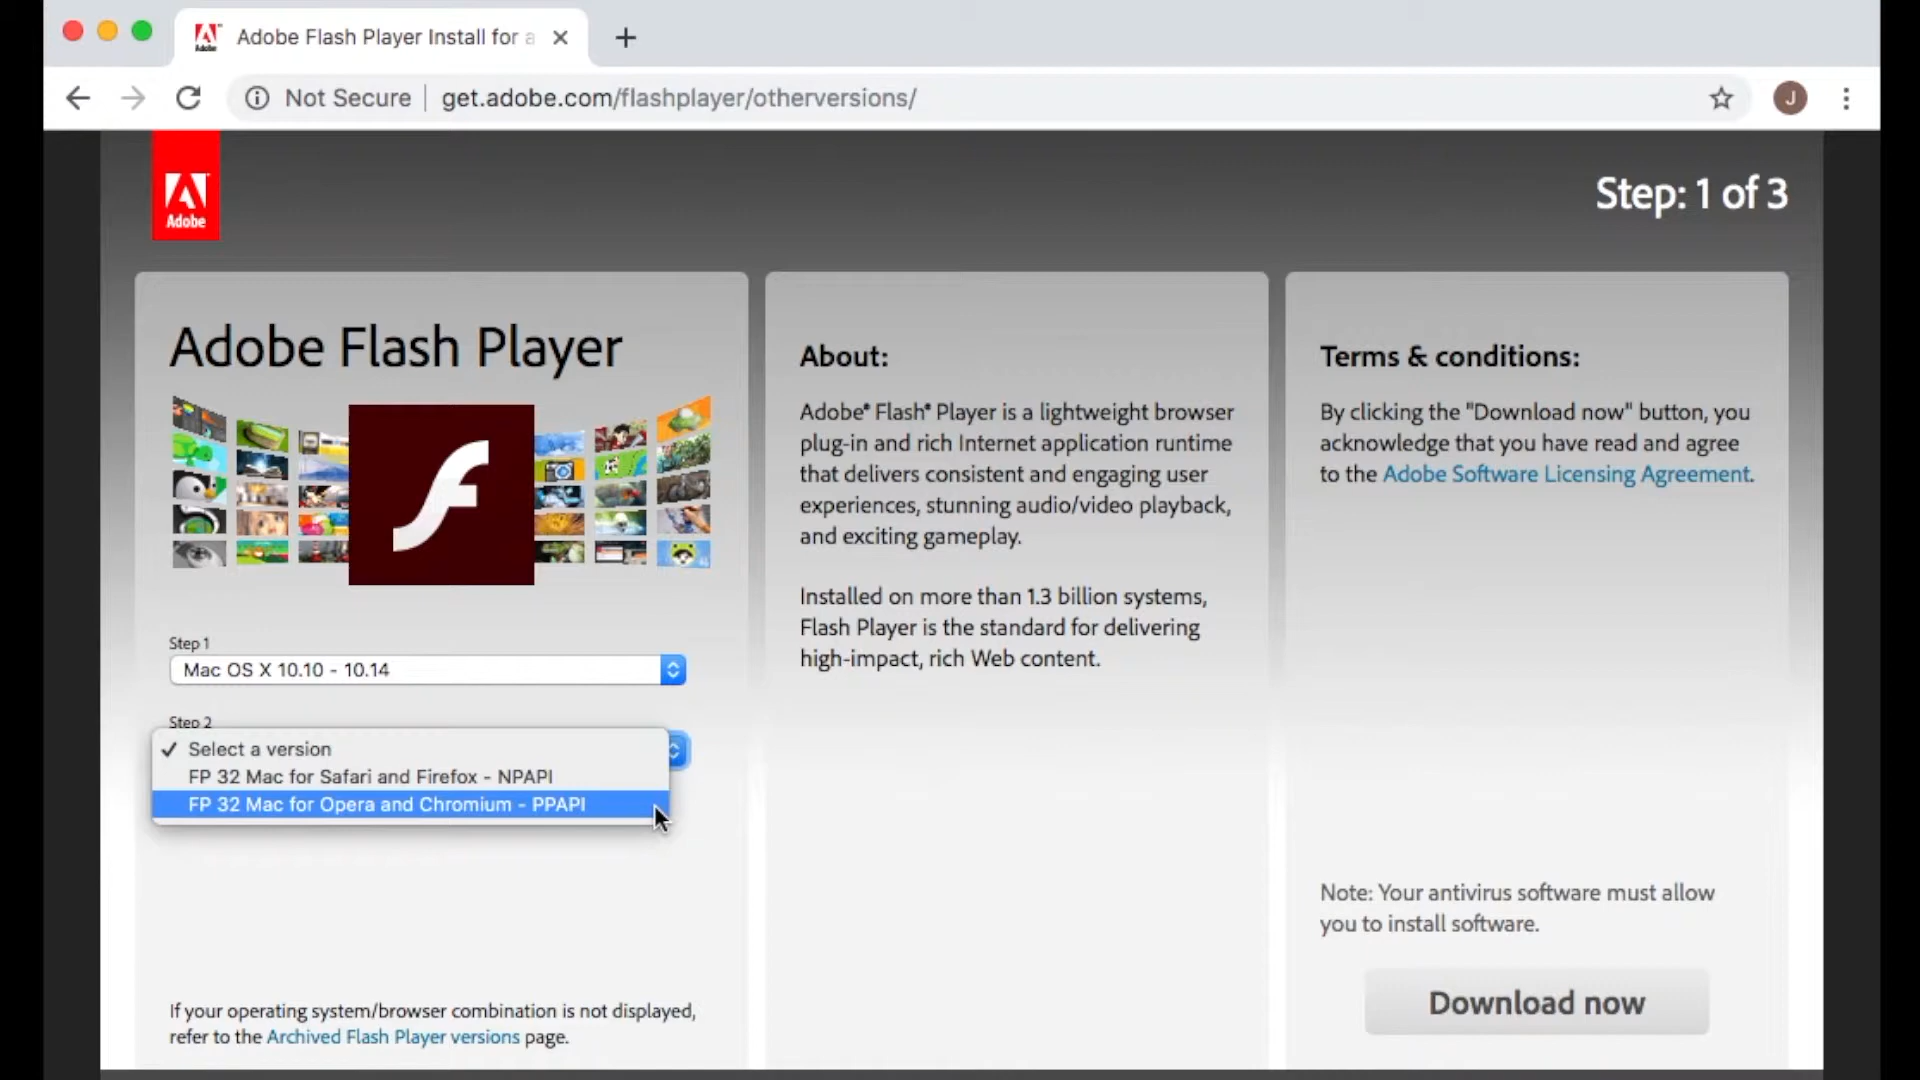 Adobe Flash Player Install for a
Not Secure
get.adobe.com/flashplayer/otherversions/
J
Adobe
Step: 1 of 3
Adobe Flash Player
Step 1
Mac OS X 10.10 - 10.14
Step 2
Select a version
FP 32 Mac for Safari and Firefox - NPAPI
FP 32 Mac for Opera and Chromium - PPAPI
If your operating system/browser combination is not displayed,
refer to the Archived Flash Player versions page.
About:
Adobe® Flash® Player is a lightweight browser
plug-in and rich Internet application runtime
that delivers consistent and engaging user
experiences, stunning audio/video playback,
and exciting gameplay.
Installed on more than 1.3 billion systems,
Flash Player is the standard for delivering
high-impact, rich Web content.
Terms & conditions:
By clicking the "Download now" button, you
acknowledge that you have read and agree
to the Adobe Software Licensing Agreement.
Note: Your antivirus software must allow
you to install software.
Download now